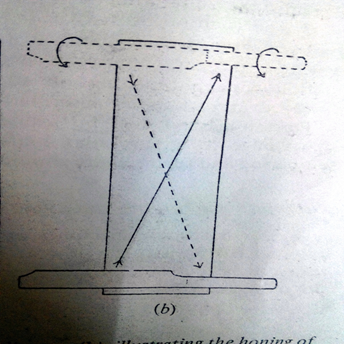 (b)
illustrating the honing of